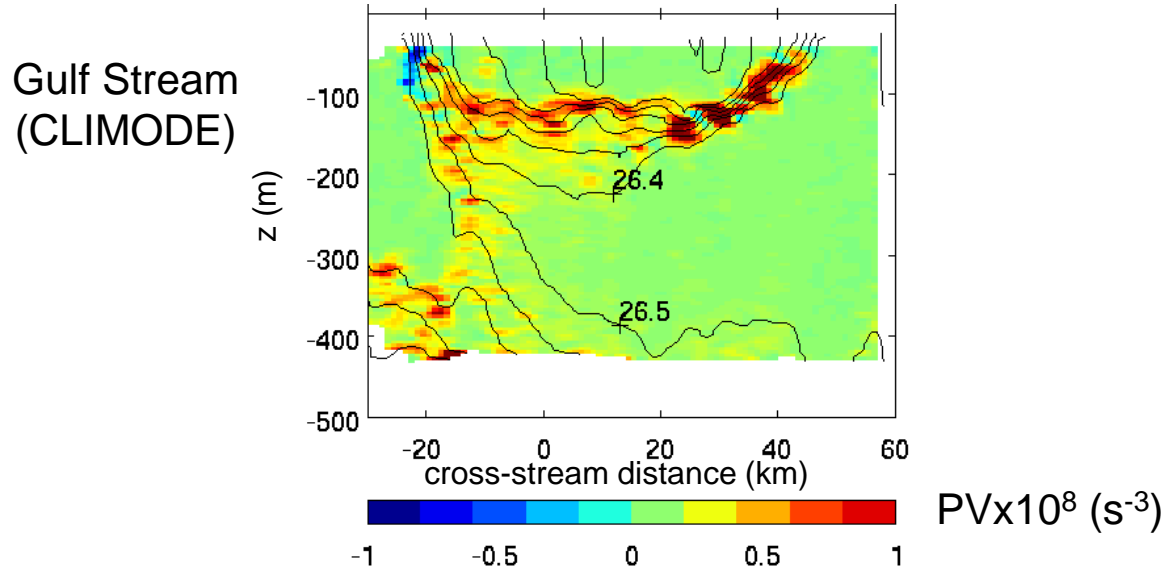 Gulf Stream
(CLIMODE)
z (m)
-100
-200
-300
-400
-500
26.4
26.5
-20 0 20 40 60
cross-stream distance (km)
PVx10⁸ (s⁻³)
-1 -0.5 0 0.5 1